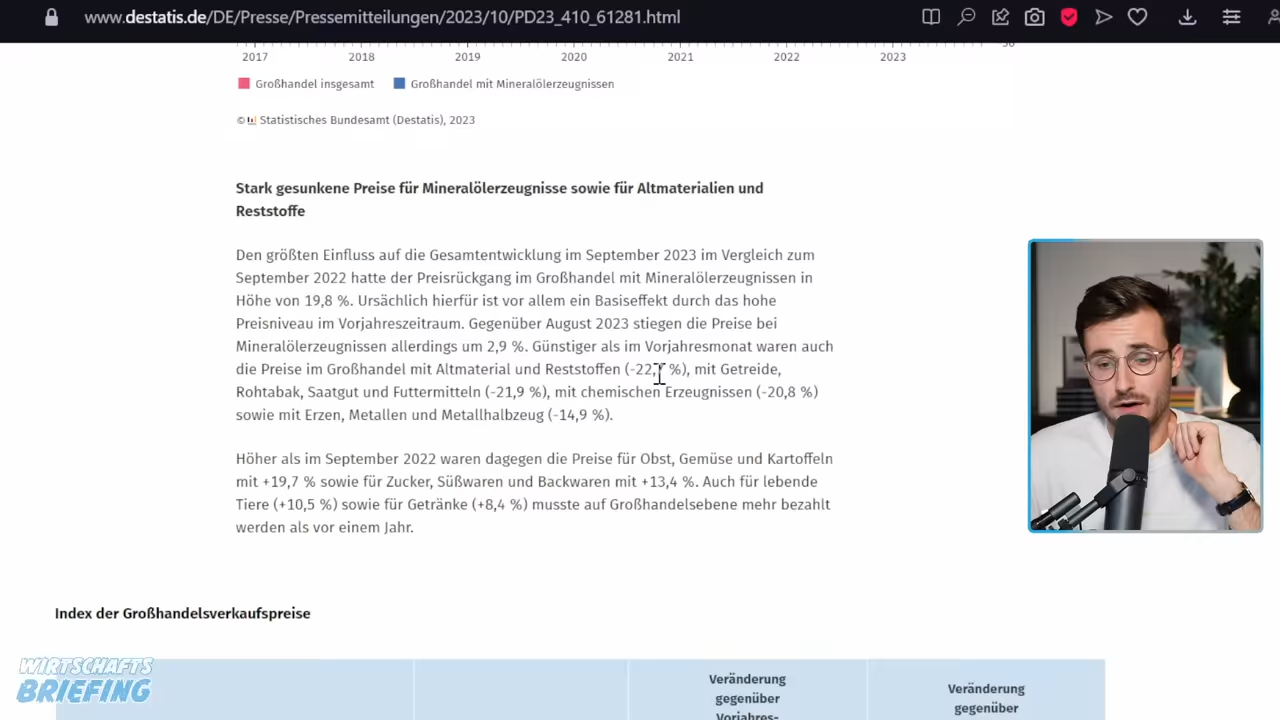 www.destatis.de/DE/Presse/Pressemitteilungen/2023/10/PD23_410_61281.html
2017 2018 2019 2020 2021 2022 2023
Großhandel insgesamt Großhandel mit Mineralölerzeugnissen
© Statistisches Bundesamt (Destatis), 2023
Stark gesunkene Preise für Mineralölerzeugnisse sowie für Altmaterialien und
Reststoffe
Den größten Einfluss auf die Gesamtentwicklung im September 2023 im Vergleich zum
September 2022 hatte der Preisrückgang im Großhandel mit Mineralölerzeugnissen in
Höhe von 19,8 %. Ursächlich hierfür ist vor allem ein Basiseffekt durch das hohe
Preisniveau im Vorjahreszeitraum. Gegenüber August 2023 stiegen die Preise bei
Mineralölerzeugnissen allerdings um 2,9 %. Günstiger als im Vorjahresmonat waren auch
die Preise im Großhandel mit Altmaterial und Reststoffen %), mit Getreide,
Rohtabak, Saatgut und Futtermitteln (-21,9 %), mit chemischen Erzeugnissen (-20,8 %)
sowie mit Erzen, Metallen und Metallhalbzeug (-14,9 %).
Höher als im September 2022 waren dagegen die Preise für Obst, Gemüse und Kartoffeln
mit +19,7 % sowie für Zucker, Süßwaren und Backwaren mit +13,4 %. Auch für lebende
Tiere (+10,5 %) sowie für Getränke (+8,4 %) musste auf Großhandelsebene mehr bezahlt
werden als vor einem Jahr.
Index der Großhandelsverkaufspreise
WIRTSCHAFTS
BRIEFING
Veränderung
gegenüber
Vorjahres-
Veränderung
gegenüber